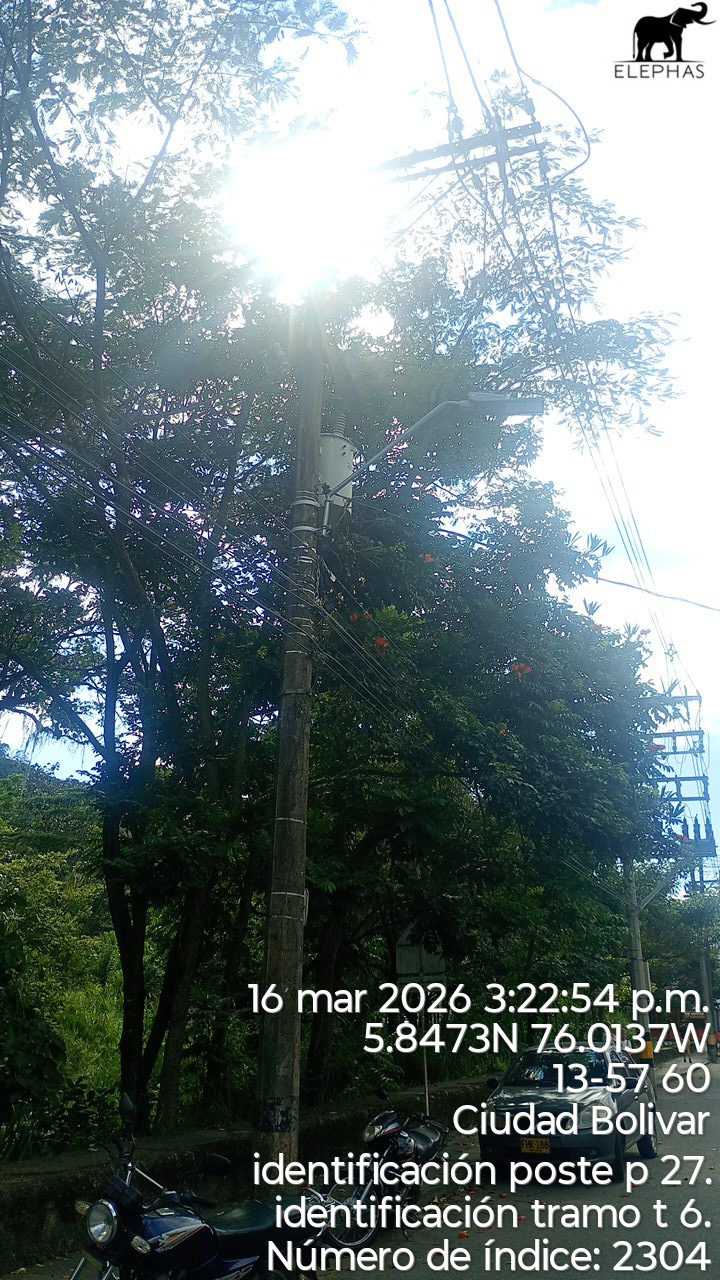 ELEPHAS
16 mar 2026 3:22:54 p.m.
5.8473N 76.0137W
13-57 60
Ciudad Bolivar
identificación poste p 27.
identificación tramo t 6.
Número de índice: 2304